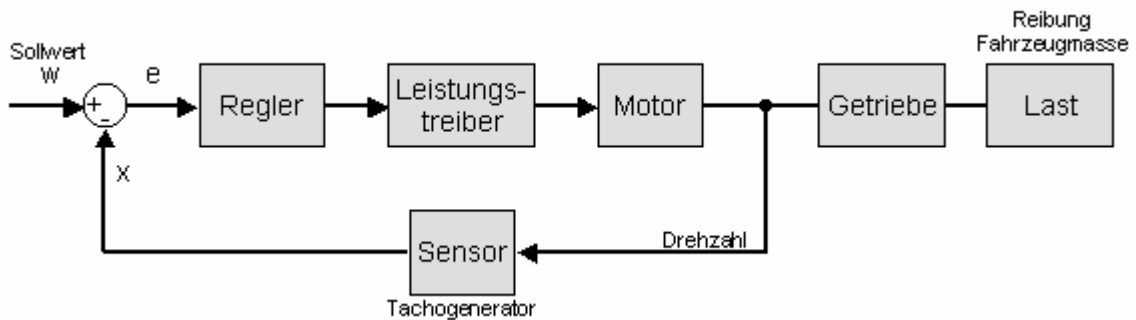 Reibung
Fahrzeugmasse
Sollwert
w
e
+
-
Regler
Leistungs-
treiber
Motor
Getriebe
Last
x
Sensor
Drehzahl
Tachogenerator